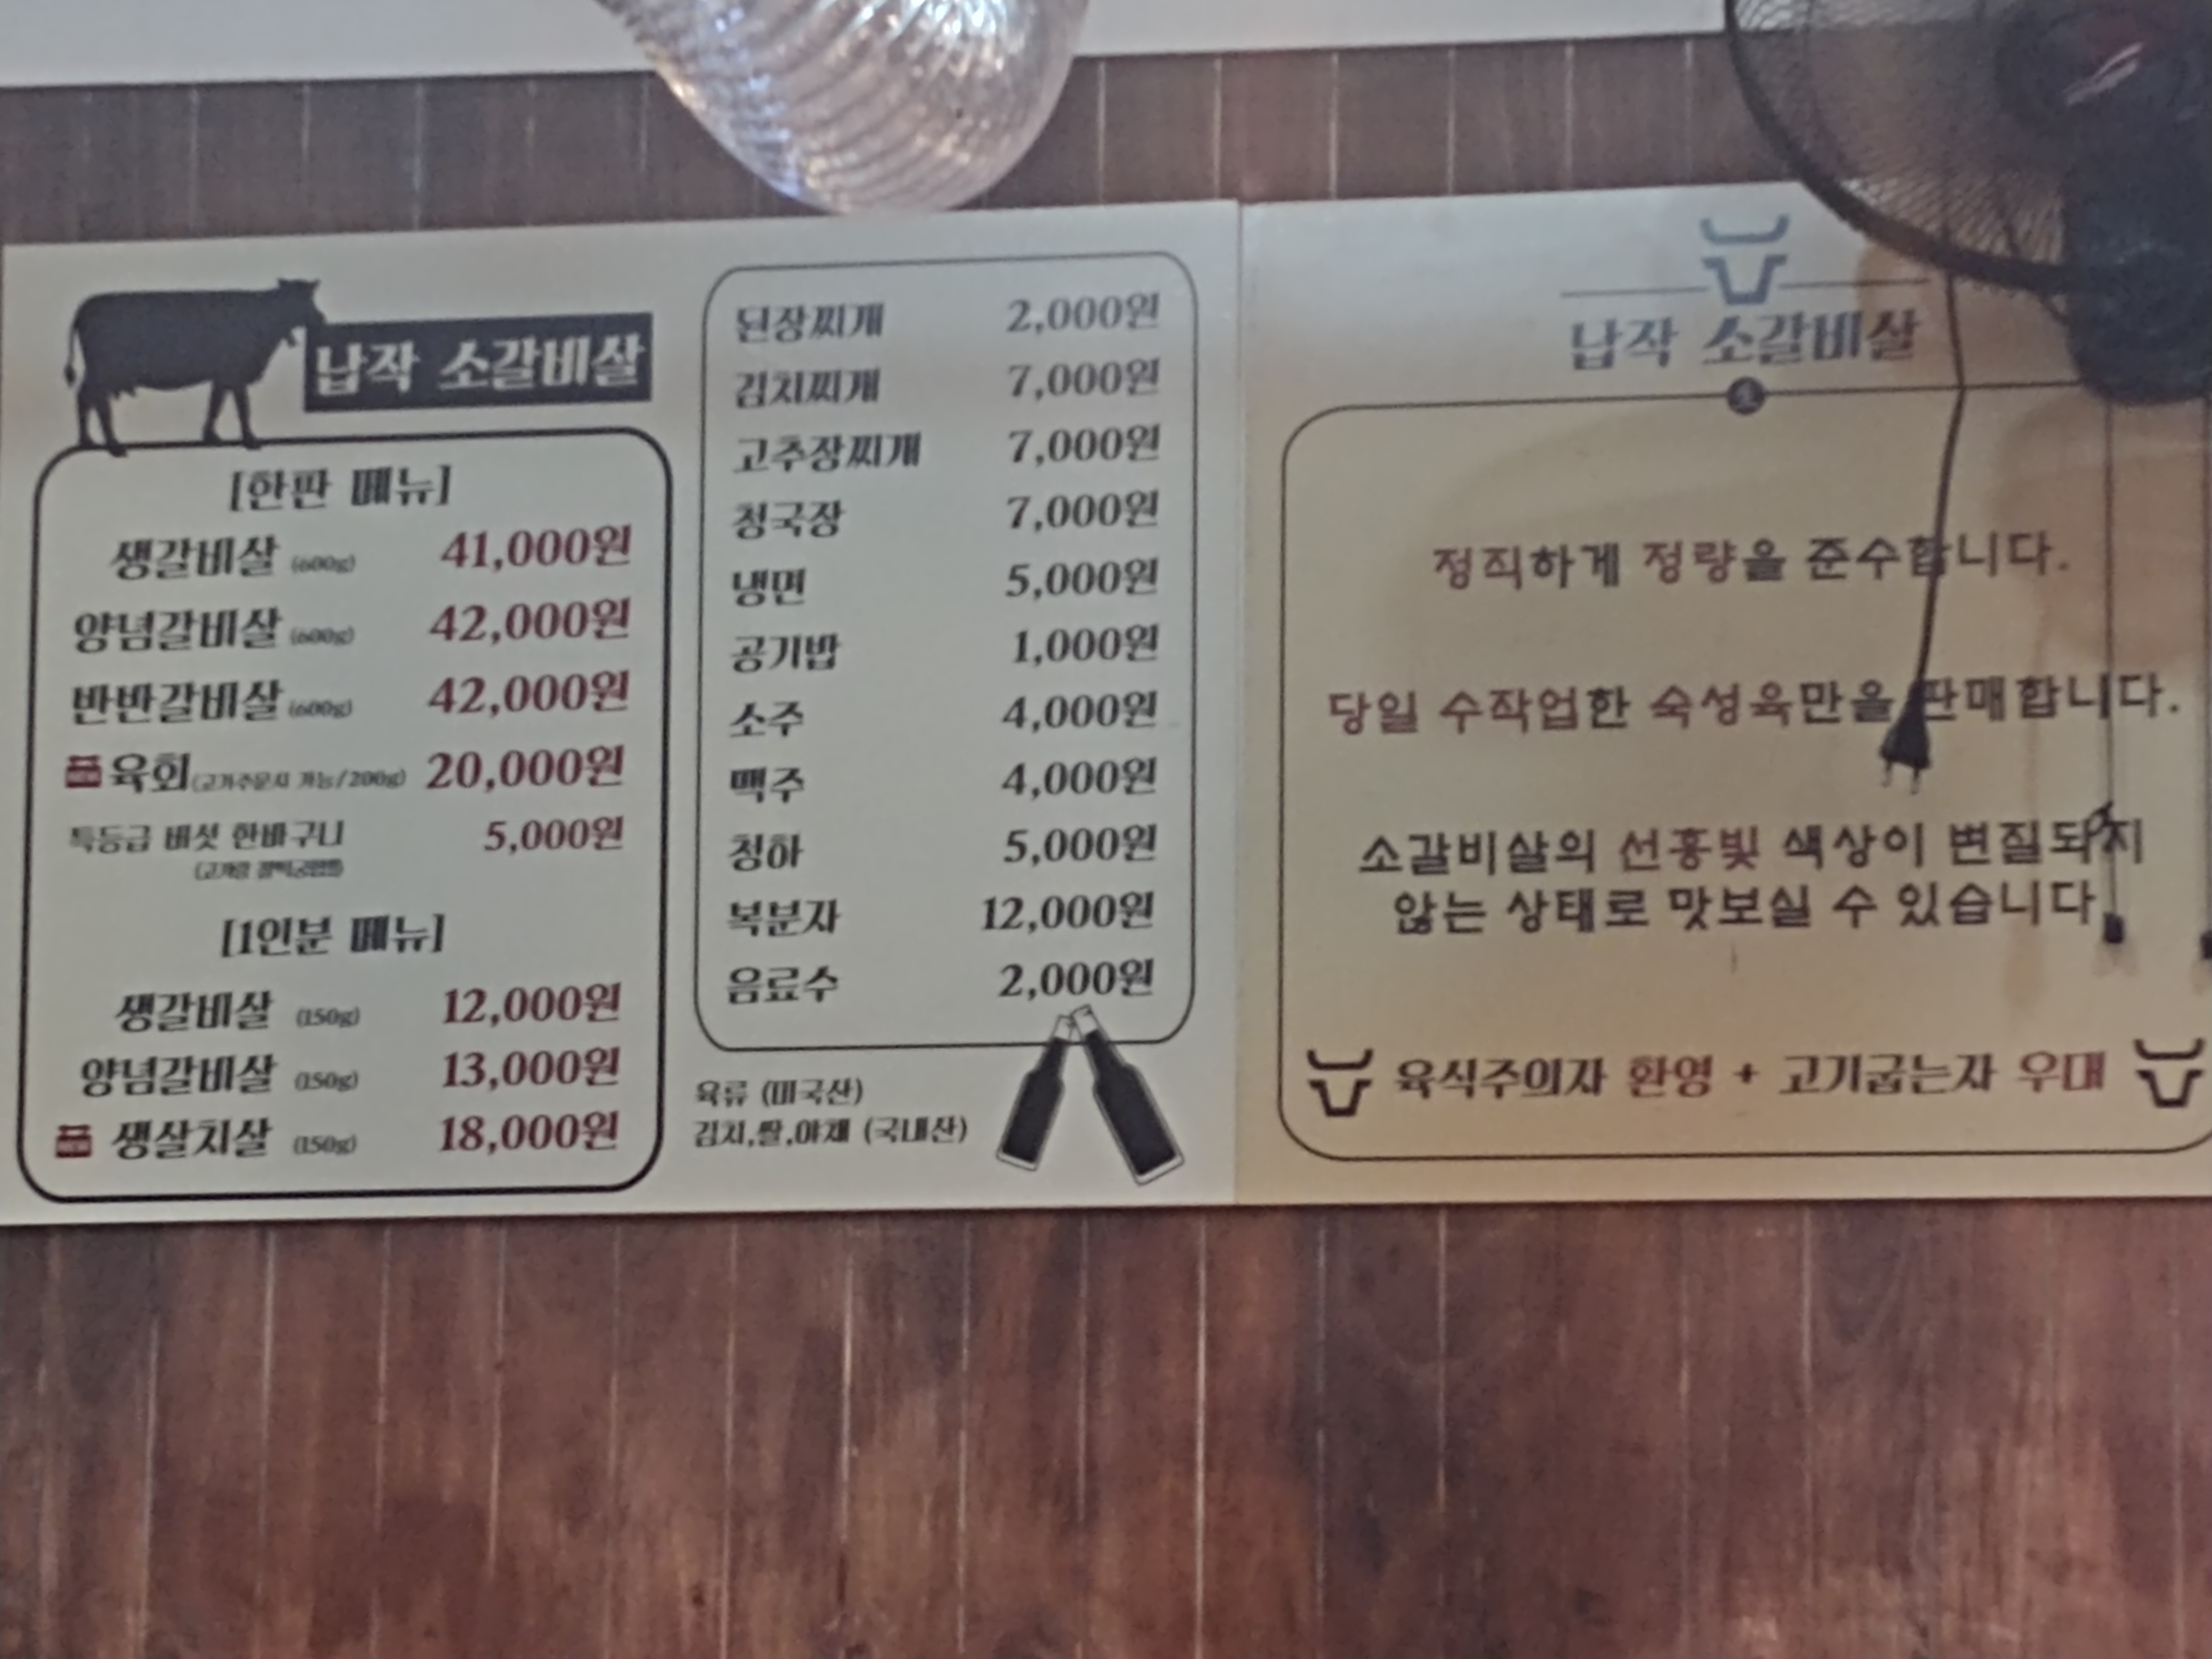 납작 소갈비살
[한판 메뉴]
생갈비살 (600g) 41,000원
양념갈비살 (600g) 42,000원
반반갈비살 (600g) 42,000원
육회 (고기주문시 가능/200g) 20,000원
특등급 버섯 한바구니 5,000원
[1인분 메뉴]
생갈비살 (150g) 12,000원
양념갈비살 (150g) 13,000원
생살치살 (150g) 18,000원
된장찌개 2,000원
김치찌개 7,000원
고추장찌개 7,000원
청국장 7,000원
냉면 5,000원
공기밥 1,000원
소주 4,000원
맥주 4,000원
청하 5,000원
복분자 12,000원
음료수 2,000원
육류 (미국산)
김치,쌀,야채 (국내산)
납작 소갈비살
정직하게 정량을 준수합니다.
당일 수작업한 숙성육만을 판매합니다.
소갈비살의 선홍빛 색상이 변질되지
않는 상태로 맛보실 수 있습니다
육식주의자 환영 + 고기굽는자 우대